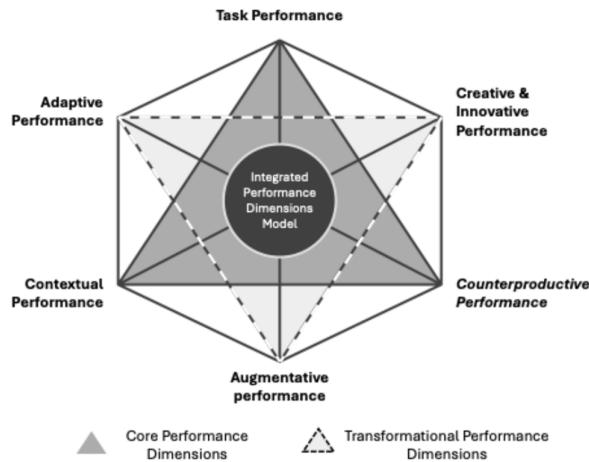 Task Performance
Adaptive
Performance
Creative &
Innovative
Performance
Integrated
Performance
Dimensions
Model
Contextual
Performance
Counterproductive
Performance
Augmentative
performance
Core Performance
Dimensions
Transformational Performance
Dimensions